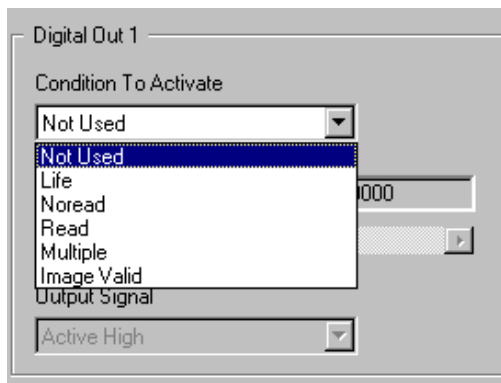 Digital Out 1
Condition To Activate
Not Used
Not Used
Life
Noread
Read
Multiple
Image Valid
Output Signal
Active High